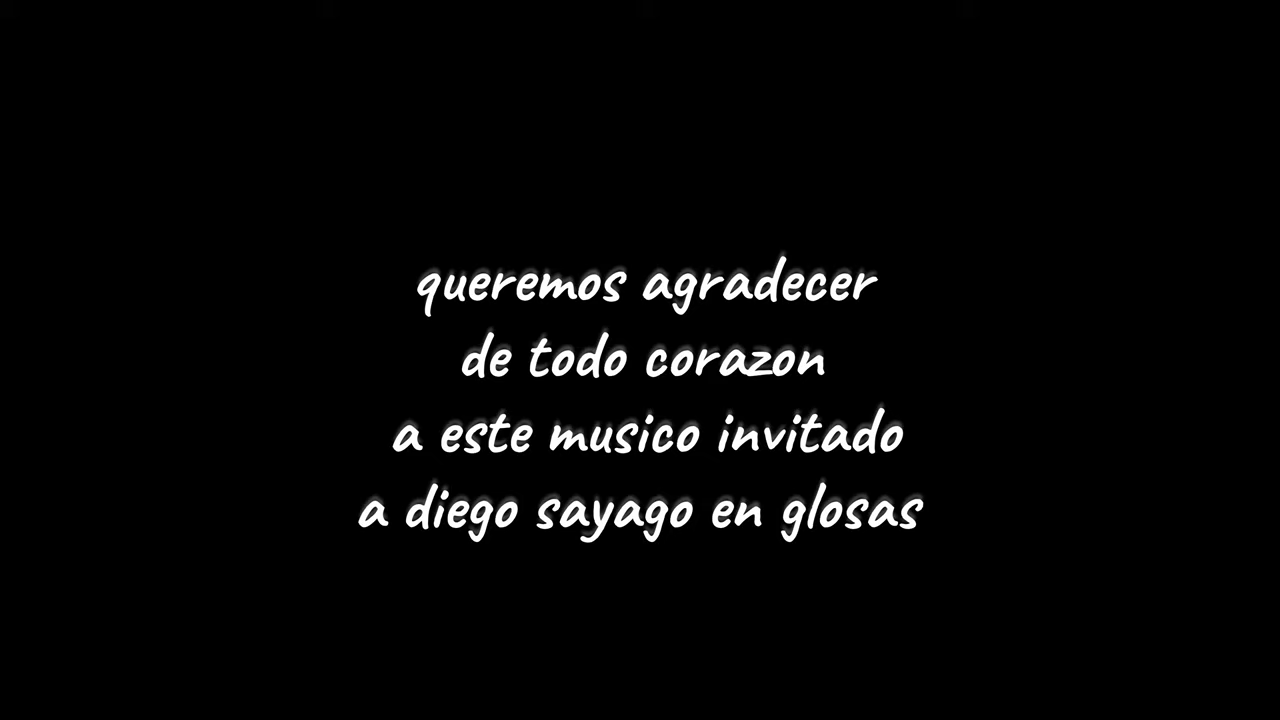 queremos agradecer
de todo corazon
a este musico invitado
a diego sayago en glosas